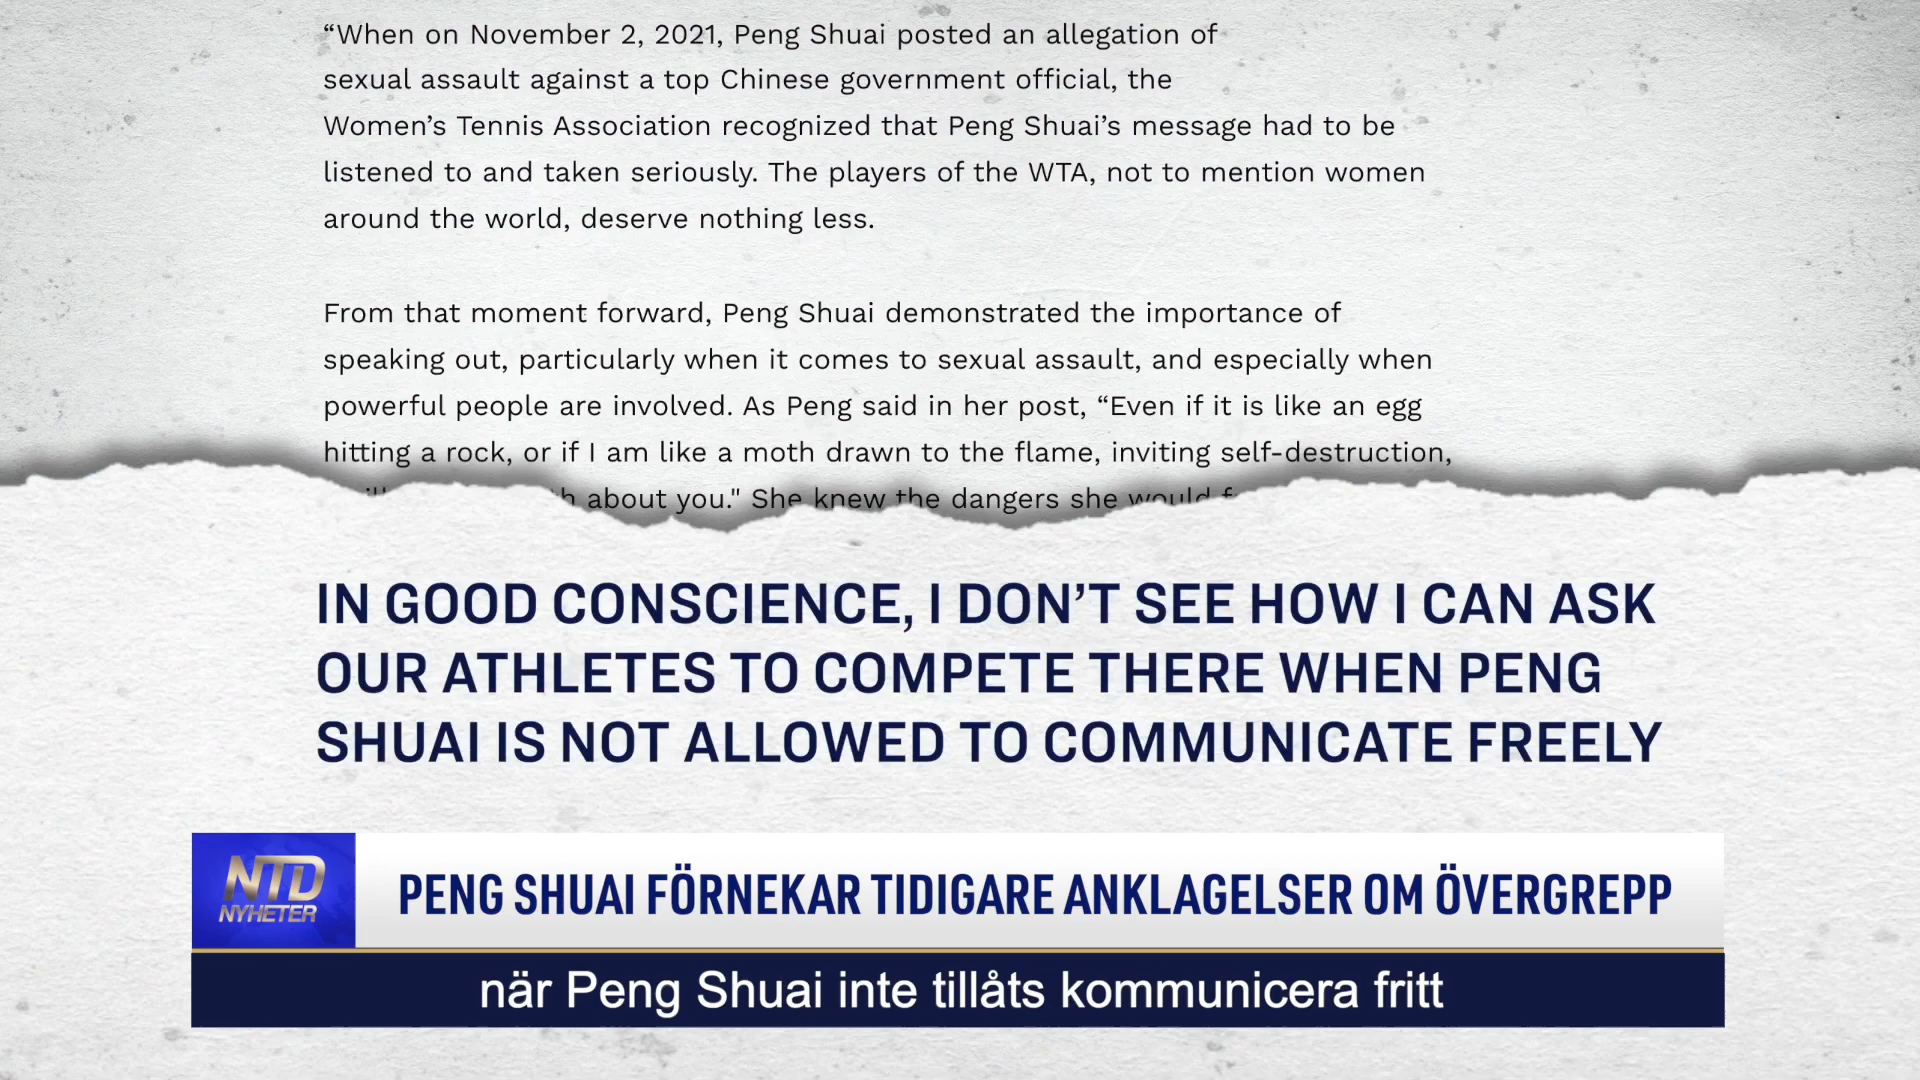 “When on November 2, 2021, Peng Shuai posted an allegation of
sexual assault against a top Chinese government official, the
Women’s Tennis Association recognized that Peng Shuai’s message had to be
listened to and taken seriously. The players of the WTA, not to mention women
around the world, deserve nothing less.
From that moment forward, Peng Shuai demonstrated the importance of
speaking out, particularly when it comes to sexual assault, and especially when
powerful people are involved. As Peng said in her post, “Even if it is like an egg
hitting a rock, or if I am like a moth drawn to the flame, inviting self-destruction,
about you." She knew the dangers she would
IN GOOD CONSCIENCE, I DON’T SEE HOW I CAN ASK
OUR ATHLETES TO COMPETE THERE WHEN PENG
SHUAI IS NOT ALLOWED TO COMMUNICATE FREELY
NTD
NYHETER
PENG SHUAI FÖRNEKAR TIDIGARE ANKLAGELSER OM ÖVERGREPP
när Peng Shuai inte tillåts kommunicera fritt